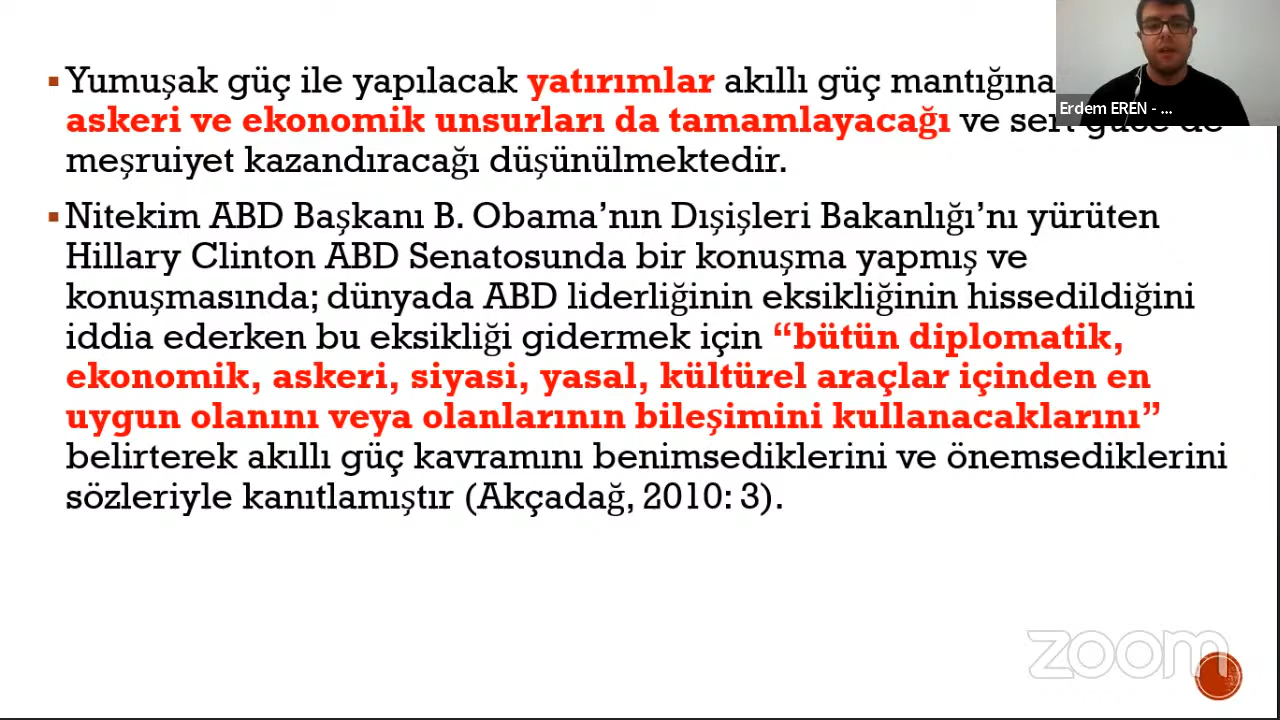 ▪ Yumuşak güç ile yapılacak yatırımlar akıllı güç mantığına
askeri ve ekonomik unsurları da tamamlayacağı ve sert güce de
meşruiyet kazandıracağı düşünülmektedir.
▪ Nitekim ABD Başkanı B. Obama’nın Dışişleri Bakanlığı’nı yürüten
Hillary Clinton ABD Senatosunda bir konuşma yapmış ve
konuşmasında; dünyada ABD liderliğinin eksikliğinin hissedildiğini
iddia ederken bu eksikliği gidermek için “bütün diplomatik,
ekonomik, askeri, siyasi, yasal, kültürel araçlar içinden en
uygun olanını veya olanlarının bileşimini kullanacaklarını”
belirterek akıllı güç kavramını benimsediklerini ve önemsediklerini
sözleriyle kanıtlamıştır (Akçadağ, 2010: 3).
Erdem EREN - ...
zoom